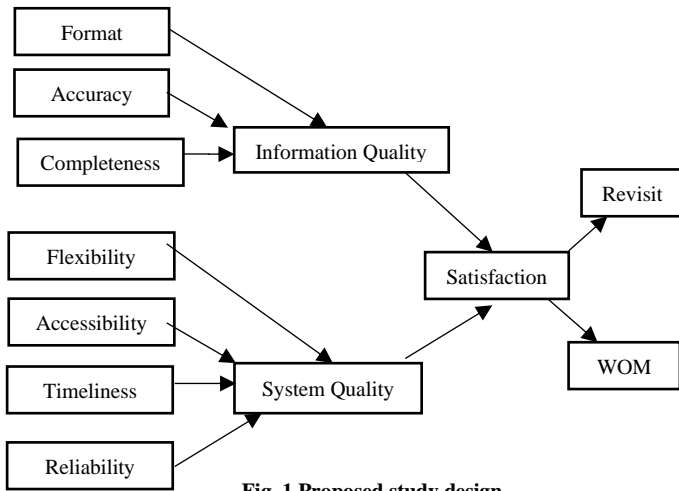 Format
Accuracy
Completeness
Information Quality
Revisit
Flexibility
Satisfaction
Accessibility
WOM
Timeliness
System Quality
Reliability
Fig. 1 Proposed study design